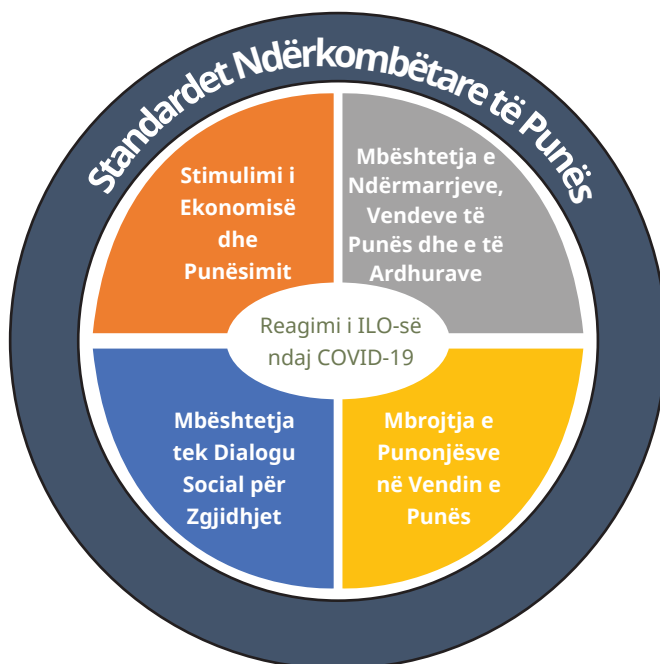 Standardet Ndërkombëtare të Punës
Stimulimi i
Ekonomisë
dhe
Punësimit
Mbështetja e
Ndërmarrjeve,
Vendeve të
Punës dhe e të
Ardhurave
Reagimi i ILO-së
ndaj COVID-19
Mbështetja
tek Dialogu
Social për
Zgjidhjet
Mbrojtja e
Punonjësve
në Vendin e
Punës